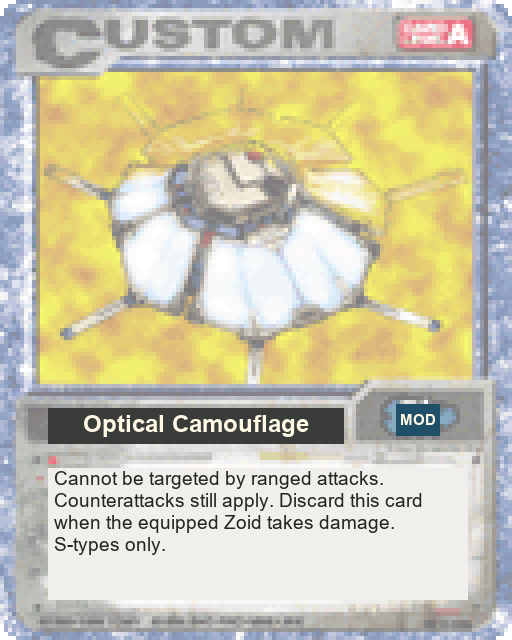 CUSTOM
A
Optical Camouflage
MOD
Cannot be targeted by ranged attacks.
Counterattacks still apply. Discard this card
when the equipped Zoid takes damage.
S-types only.